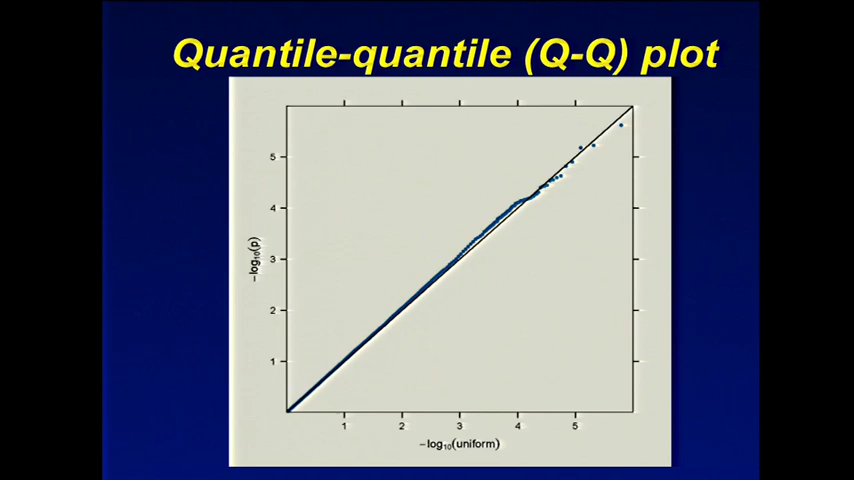 Quantile-quantile (Q-Q) plot
5
4
3
2
1
−log10(p)
1 2 3 4 5
−log10(uniform)